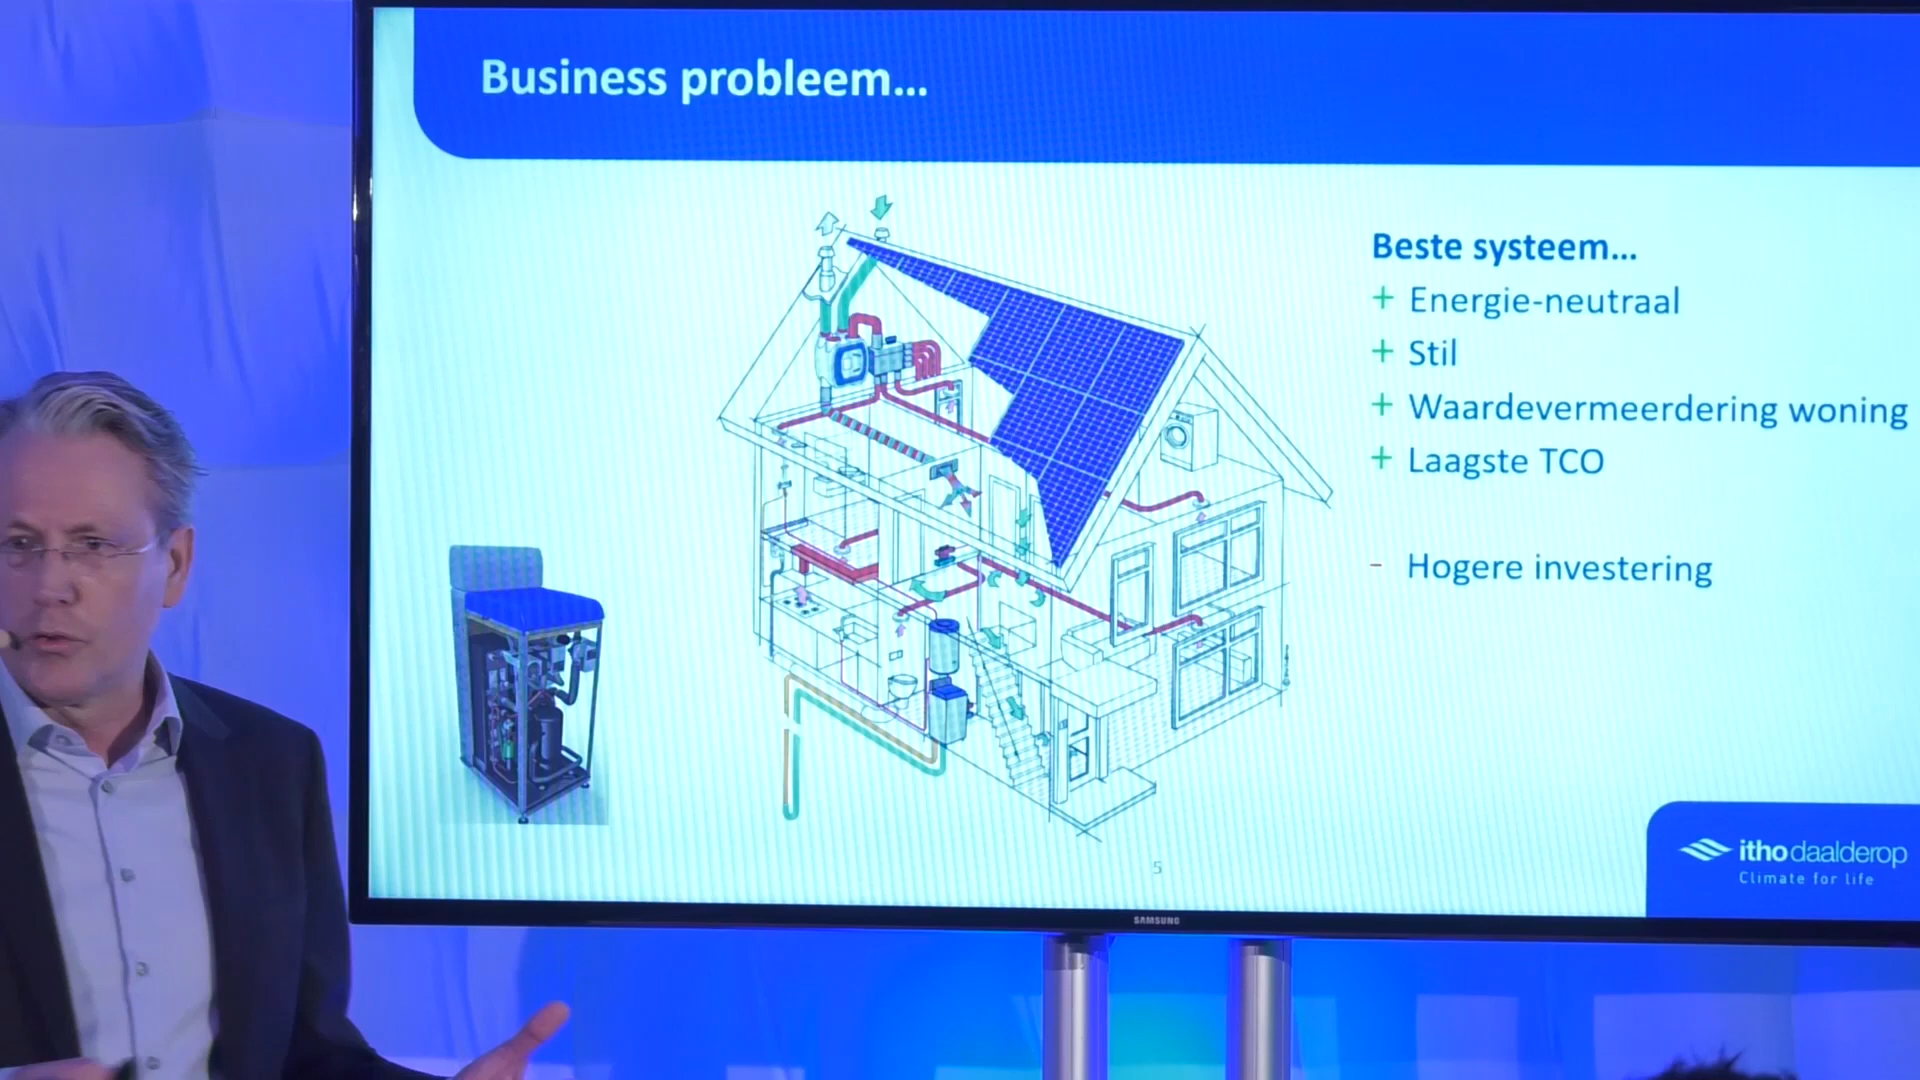 Business probleem...
Beste systeem...
+ Energie-neutraal
+ Stil
+ Waardevermeerdering woning
+ Laagste TCO
- Hogere investering
5
itho daalderop
Climate for life
SAMSUNG